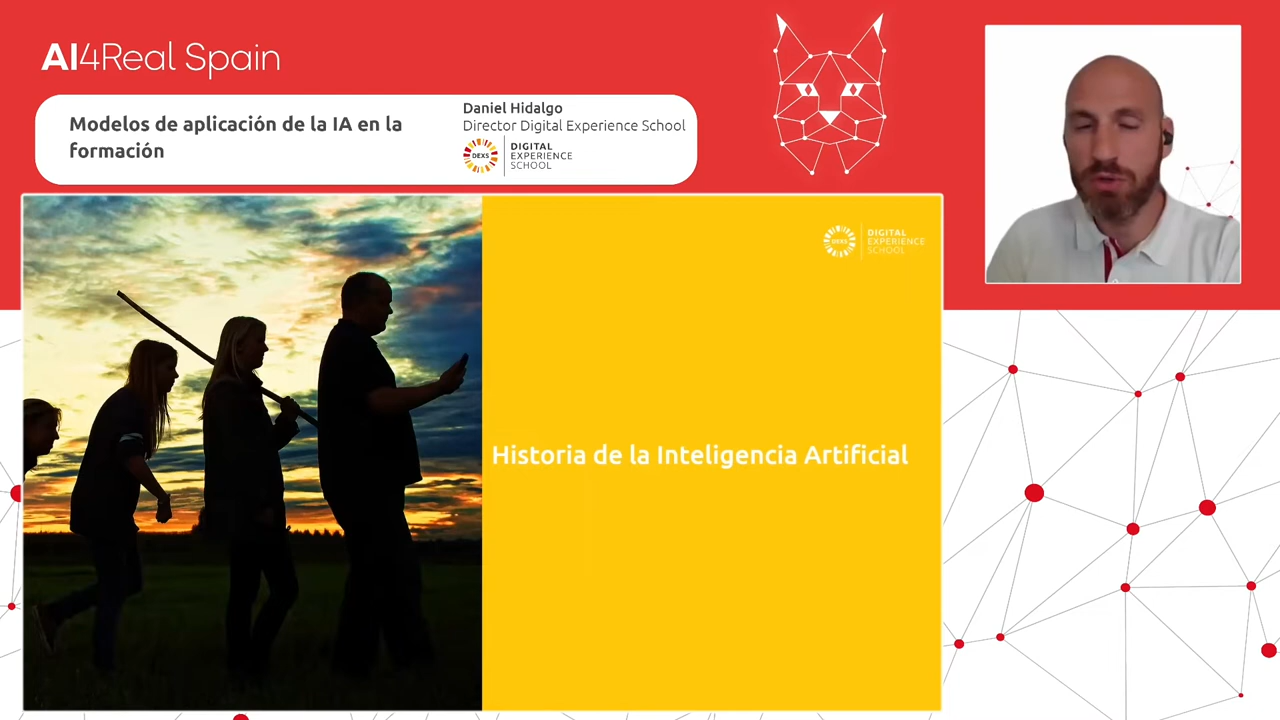 AI4Real Spain
Modelos de aplicación de la IA en la
formación
Daniel Hidalgo
Director Digital Experience School
DEXS
DIGITAL
EXPERIENCE
SCHOOL
DEXS
DIGITAL
EXPERIENCE
SCHOOL
Historia de la Inteligencia Artificial